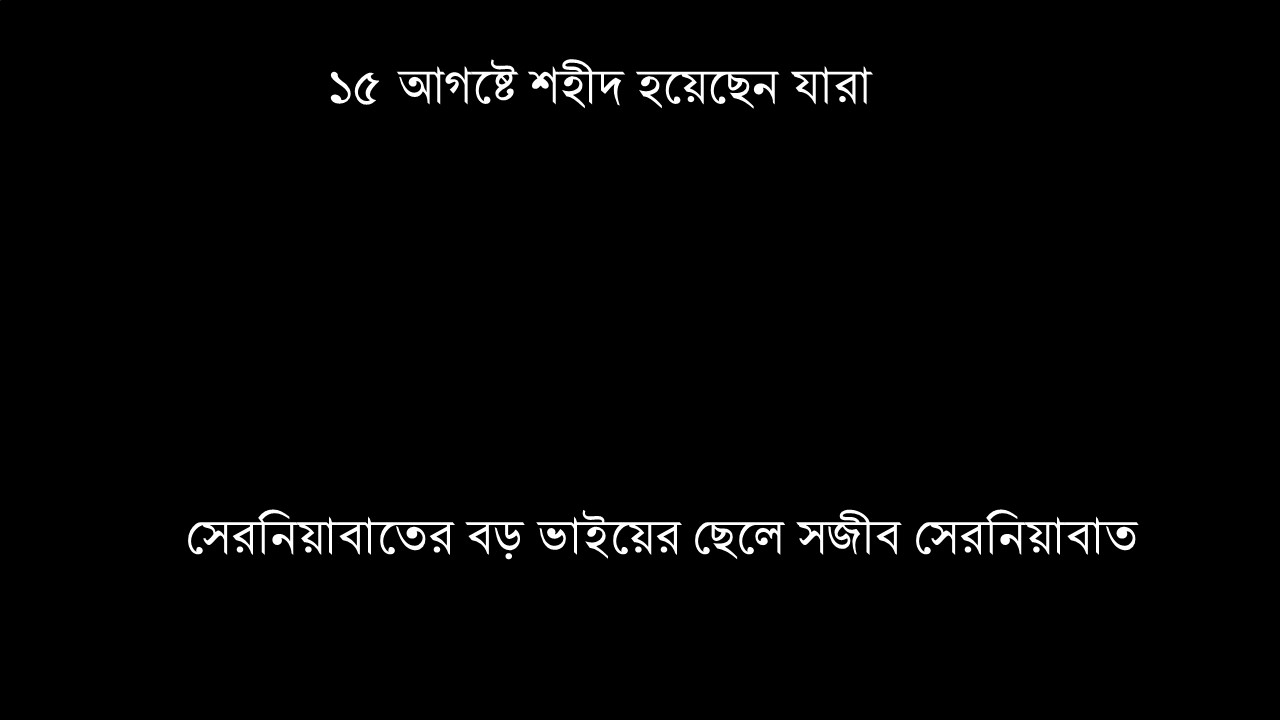 ১৫ আগষ্টে শহীদ হয়েছেন যারা
সেরনিয়াবাতের বড় ভাইয়ের ছেলে সজীব সেরনিয়াবাত